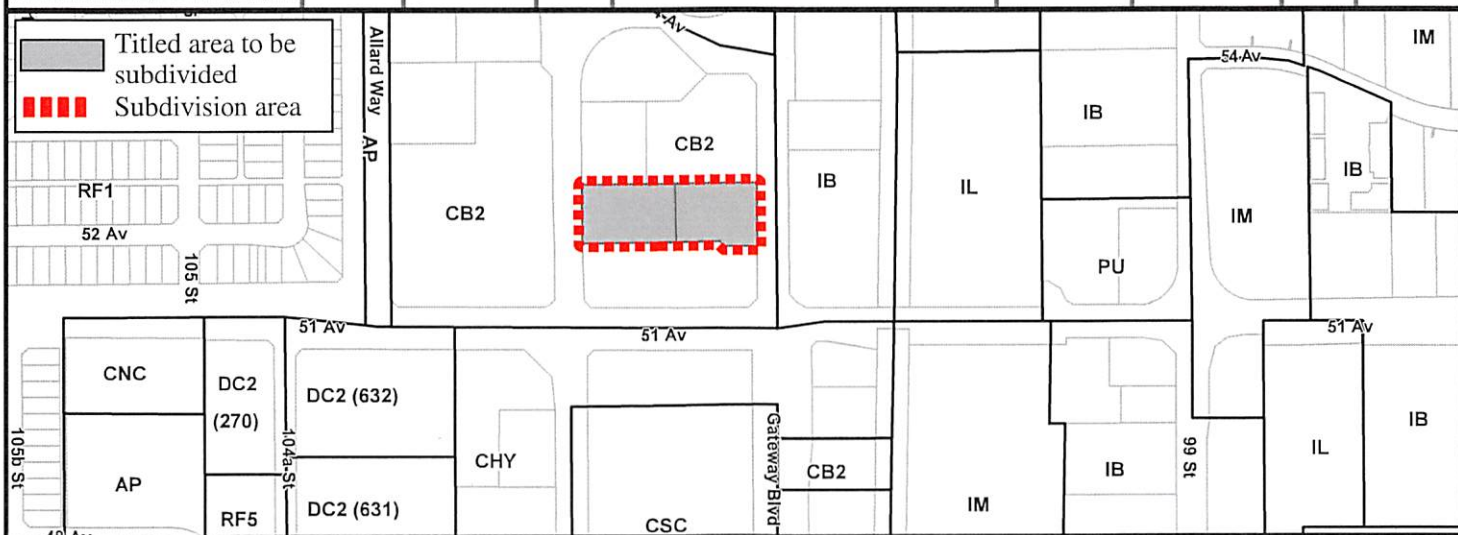 Titled area to be
subdivided
Subdivision area
Allard Way
AP
RF1
52 Av
105 St
CB2
CB2
IB
IL
IB
54 Av
IM
IM
IB
PU
51 Av
51 Av
51 Av
CNC
DC2
(270)
DC2 (632)
104a St
105b St
AP
RF5
DC2 (631)
CHY
CSC
Gateway Blvd
CB2
IM
IB
99 St
IL
IB